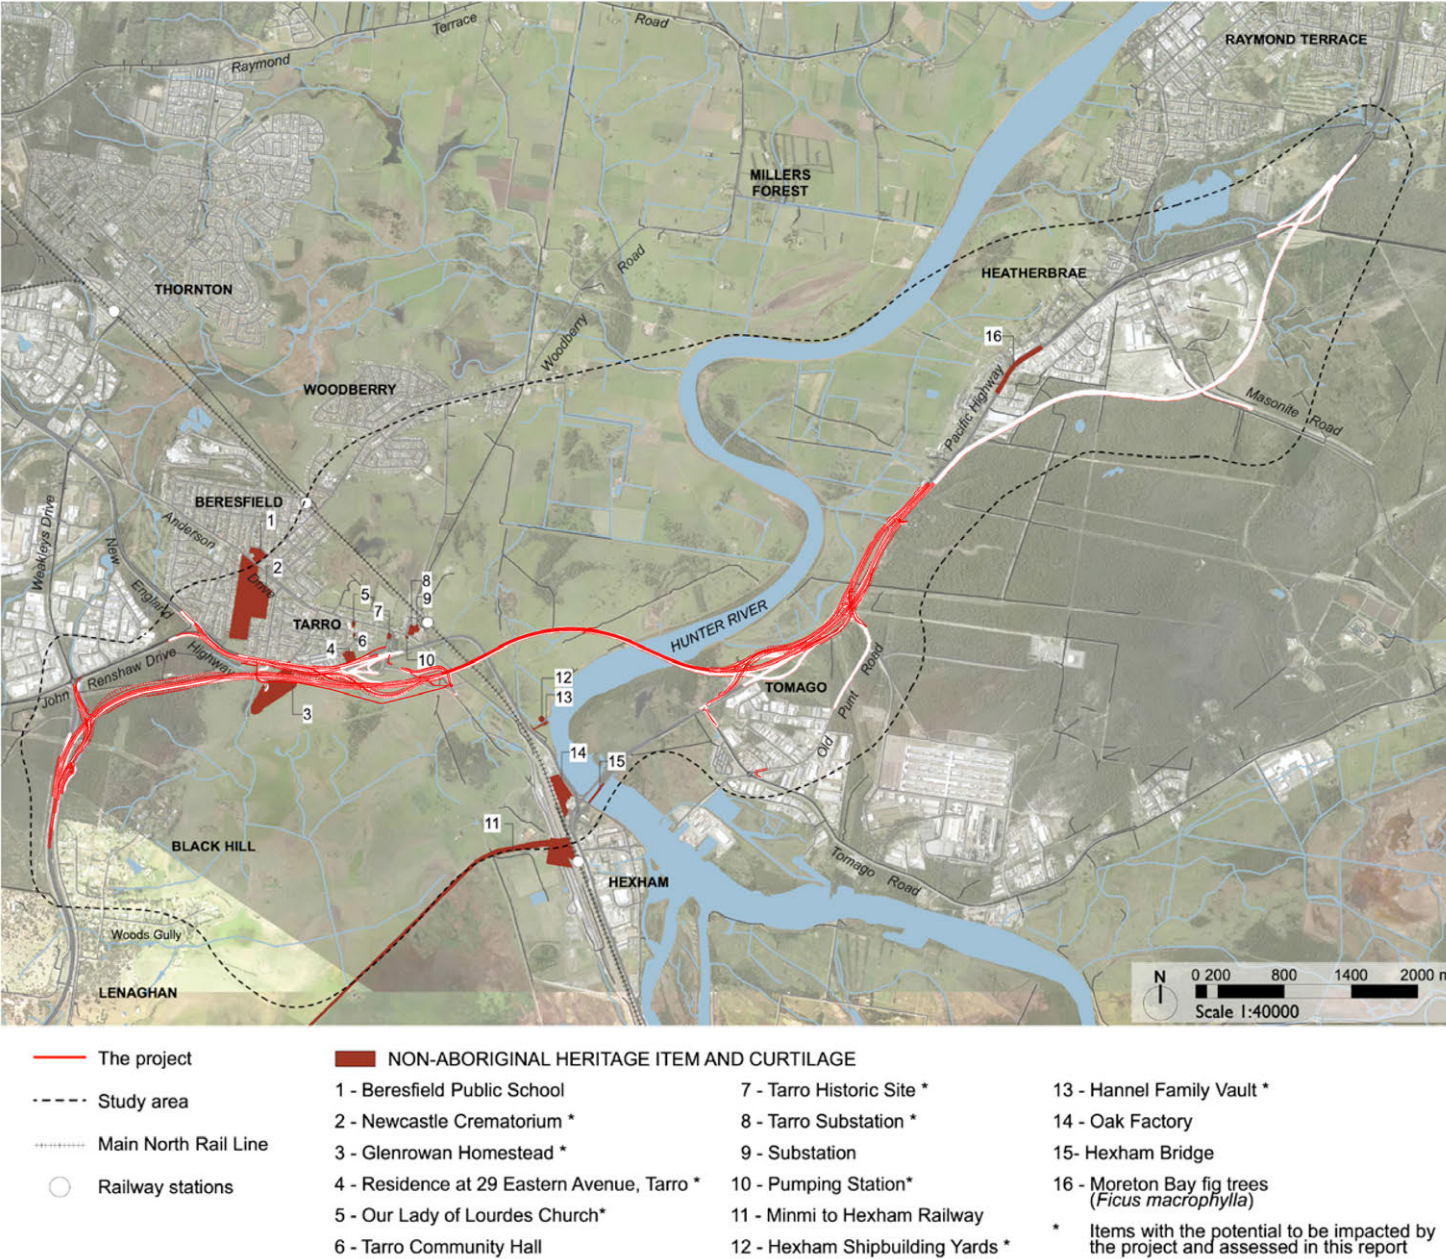 RAYMOND TERRACE
Raymond
Terrace
Road
MILLERS
FOREST
THORNTON
HEATHERBRAE
Woodberry
Road
16
WOODBERRY
Pacific Highway
Masonite Road
BERESFIELD
1
Weakleys Drive
New
England
Highway
Anderson
Drive
2
5
7
8
9
TARRO
4
6
10
HUNTER RIVER
John Renshaw Drive
3
12
13
TOMAGO
Old
Punt
Road
14
15
11
BLACK HILL
HEXHAM
Tomago Road
Woods Gully
LENAGHAN
N
0 200 800 1400 2000 m
Scale 1:40000
The project
Study area
Main North Rail Line
Railway stations
NON-ABORIGINAL HERITAGE ITEM AND CURTILAGE
1 - Beresfield Public School
2 - Newcastle Crematorium *
3 - Glenrowan Homestead *
4 - Residence at 29 Eastern Avenue, Tarro *
5 - Our Lady of Lourdes Church*
6 - Tarro Community Hall
7 - Tarro Historic Site *
8 - Tarro Substation *
9 - Substation
10 - Pumping Station*
11 - Minmi to Hexham Railway
12 - Hexham Shipbuilding Yards *
13 - Hannel Family Vault *
14 - Oak Factory
15- Hexham Bridge
16 - Moreton Bay fig trees
(Ficus macrophylla)
* Items with the potential to be impacted by
the project and assessed in this report